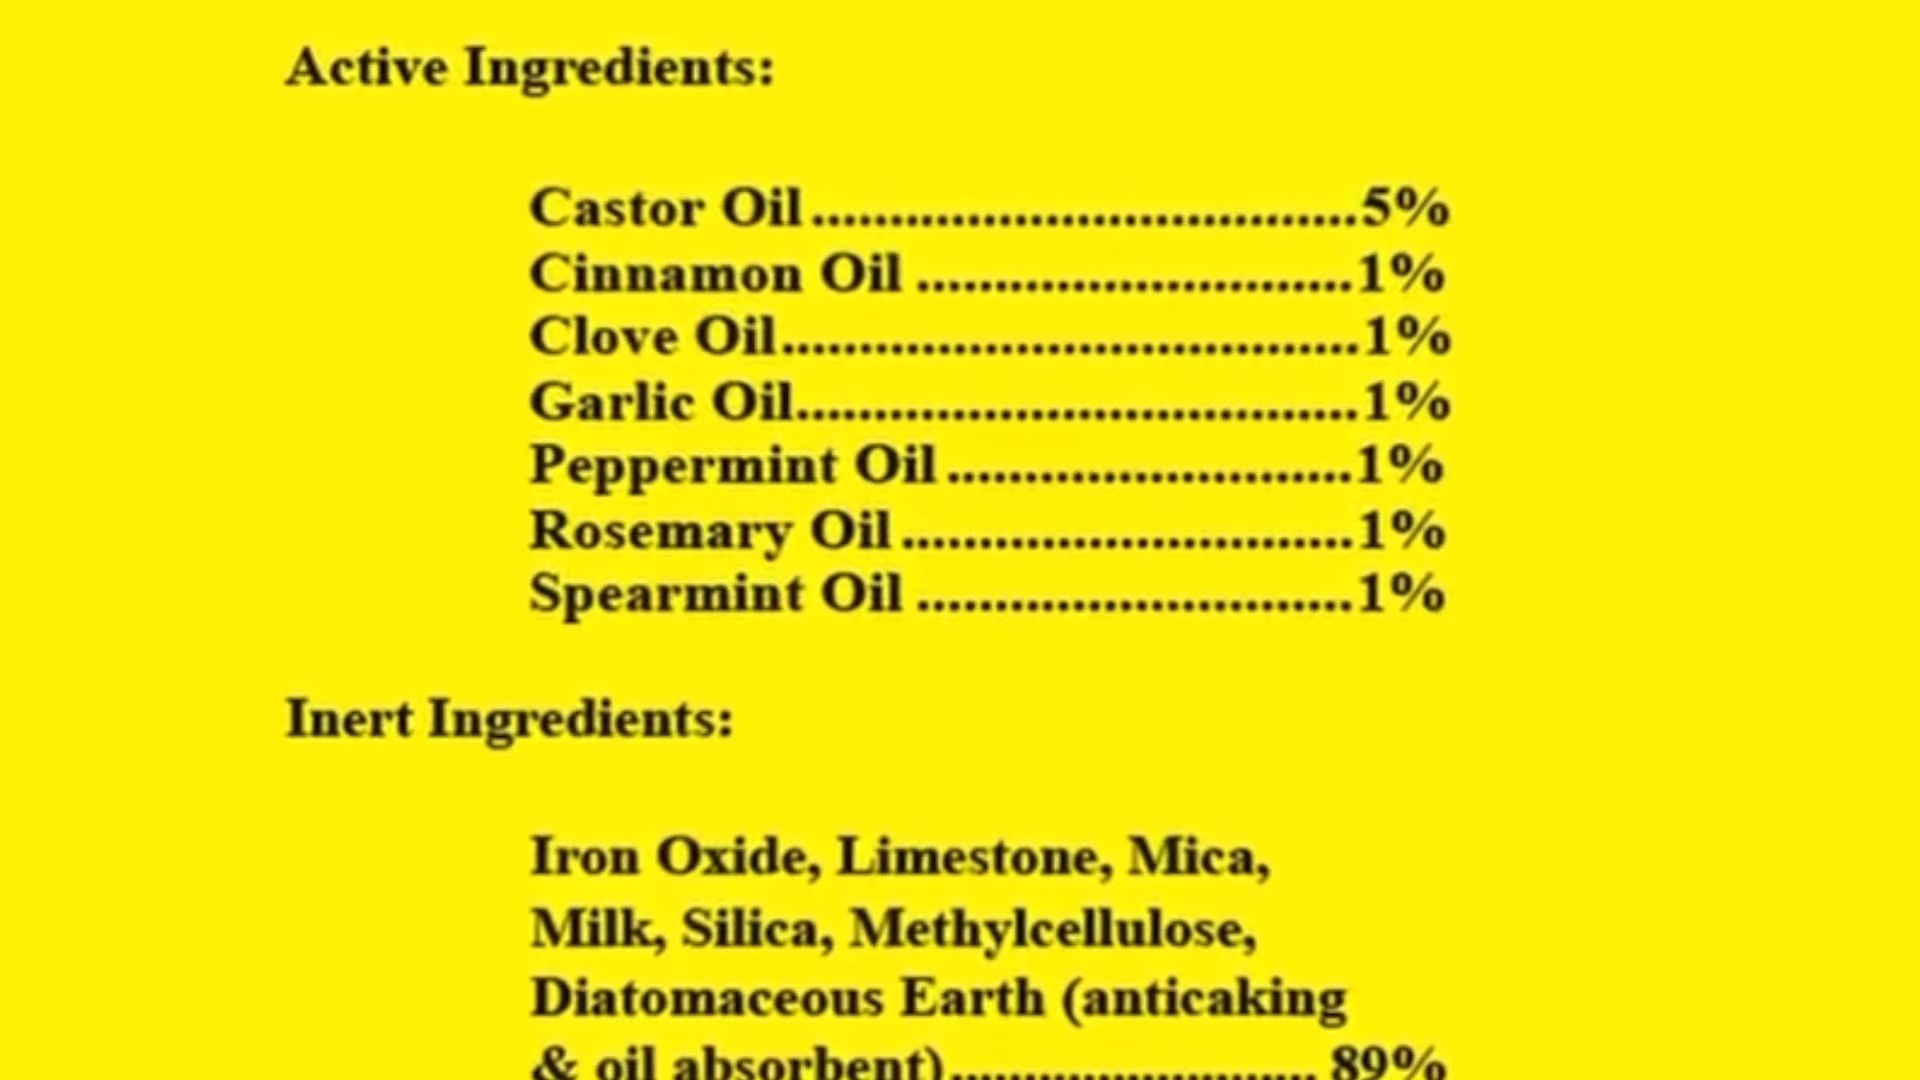 Active Ingredients:
Castor Oil..................................5%
Cinnamon Oil ............................1%
Clove Oil.....................................1%
Garlic Oil....................................1%
Peppermint Oil..........................1%
Rosemary Oil.............................1%
Spearmint Oil ............................1%
Inert Ingredients:
Iron Oxide, Limestone, Mica,
Milk, Silica, Methylcellulose,
Diatomaceous Earth (anticaking
& oil absorbent)........................ 89%